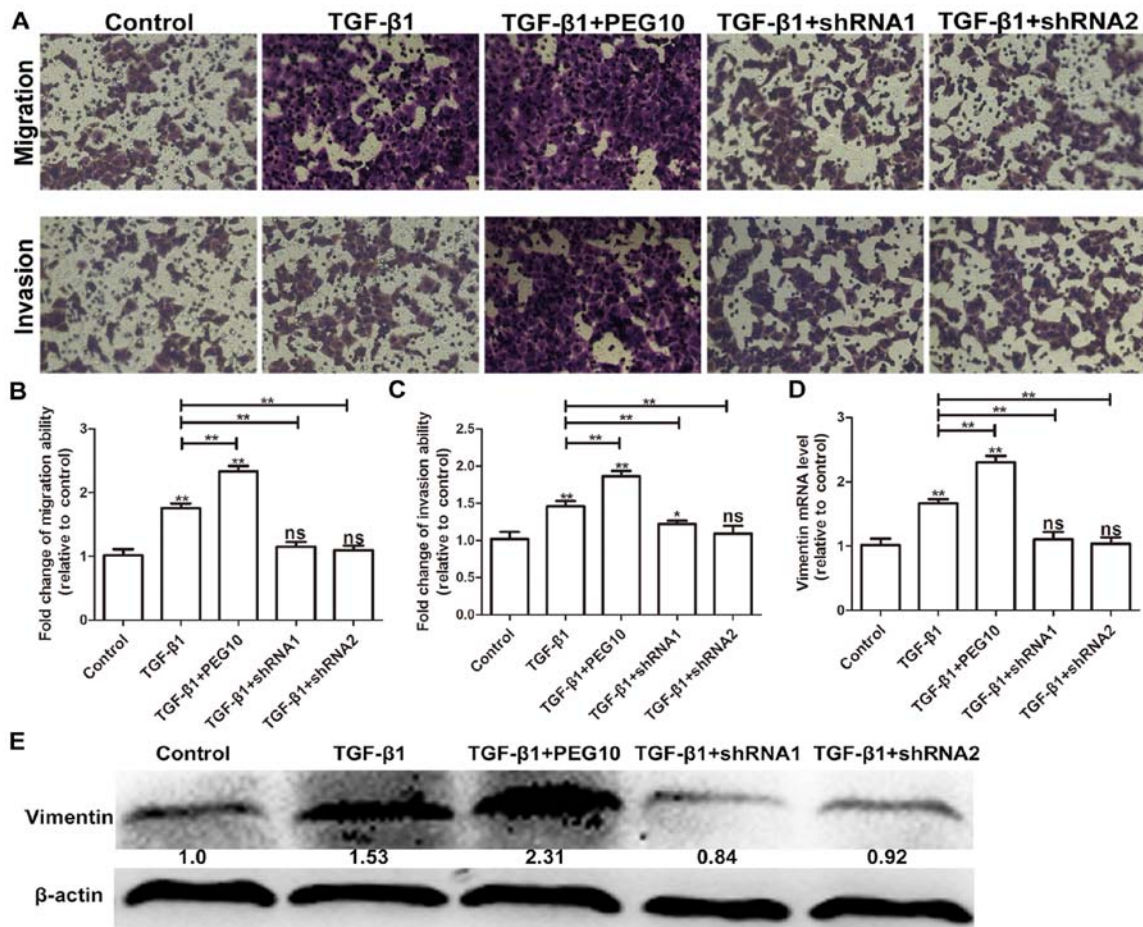 A
Control
TGF-β1
TGF-β1+PEG10
TGF-β1+shRNA1
TGF-β1+shRNA2
Migration
Invasion
B
Fold change of migration ability
(relative to control)
3
2
1
0
**
**
**
**
**
ns
ns
Control
TGF-β1
TGF-β1+PEG10
TGF-β1+shRNA1
TGF-β1+shRNA2
C
Fold change of invasion ability
(relative to control)
2.5
2.0
1.5
1.0
0.5
0.0
**
**
**
**
**
*
ns
Control
TGF-β1
TGF-β1+PEG10
TGF-β1+shRNA1
TGF-β1+shRNA2
D
Vimentin mRNA level
(relative to control)
3
2
1
0
**
**
**
**
**
ns
ns
Control
TGF-β1
TGF-β1+PEG10
TGF-β1+shRNA1
TGF-β1+shRNA2
E
Control
TGF-β1
TGF-β1+PEG10
TGF-β1+shRNA1
TGF-β1+shRNA2
Vimentin
1.0
1.53
2.31
0.84
0.92
β-actin